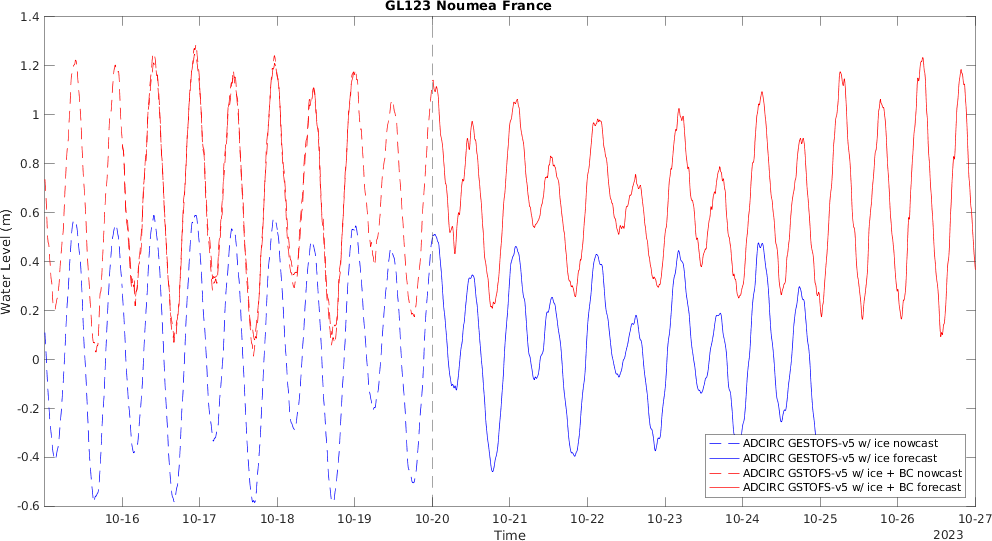 GL123 Noumea France
Water Level (m)
1.4
1.2
1
0.8
0.6
0.4
0.2
0
-0.2
-0.4
-0.6
ADCIRC GESTOFS-v5 w/ ice nowcast
ADCIRC GESTOFS-v5 w/ ice forecast
ADCIRC GSTOFS-v5 w/ ice + BC nowcast
ADCIRC GSTOFS-v5 w/ ice + BC forecast
10-16 10-17 10-18 10-19 10-20 10-21 10-22 10-23 10-24 10-25 10-26 10-27
Time
2023